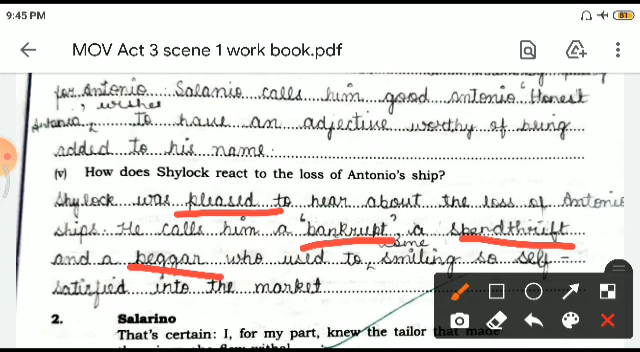 9:45 PM
81
MOV Act 3 scene 1 work book.pdf
for Antonio. Salanio calls him good Antonio "Honest
Antonio", wishes to have an adjective worthy of being
added to his name.
(v) How does Shylock react to the loss of Antonio's ship?
Shylock was pleased to hear about the loss of Antonio
ships. He calls him a "bankrupt", a spendthrift
and a beggar who used to come smiling so self-
satisfied into the market
2. Salarino
That's certain: I, for my part, knew the tailor that made